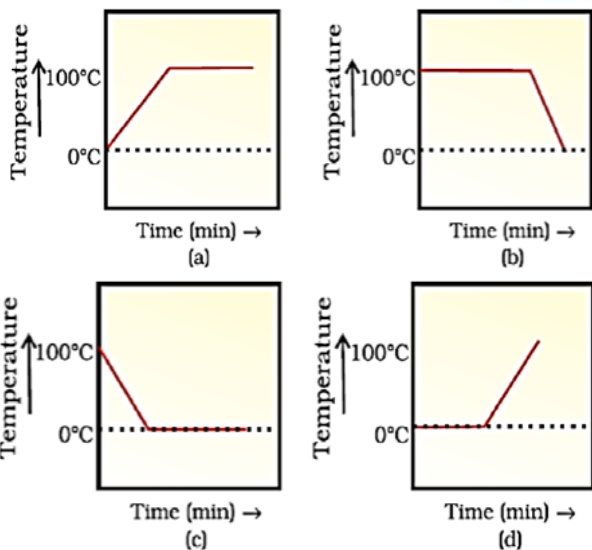 Temperature
100°C
0°C
Time (min) →
(a)
Temperature
100°C
0°C
Time (min) →
(b)
Temperature
100°C
0°C
Time (min) →
(c)
Temperature
100°C
0°C
Time (min) →
(d)